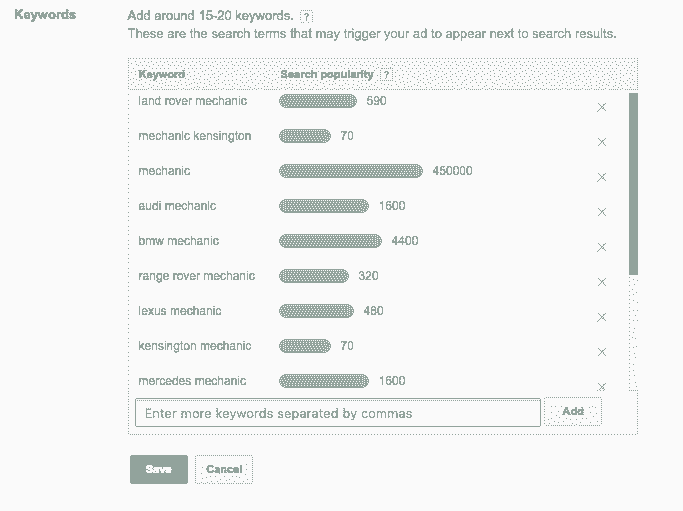 Keywords
Add around 15-20 keywords. ?
These are the search terms that may trigger your ad to appear next to search results.
Keyword Search popularity ?
land rover mechanic 590
mechanic kensington 70
mechanic 450000
audi mechanic 1600
bmw mechanic 4400
range rover mechanic 320
lexus mechanic 480
kensington mechanic 70
mercedes mechanic 1600
Enter more keywords separated by commas Add
Save Cancel